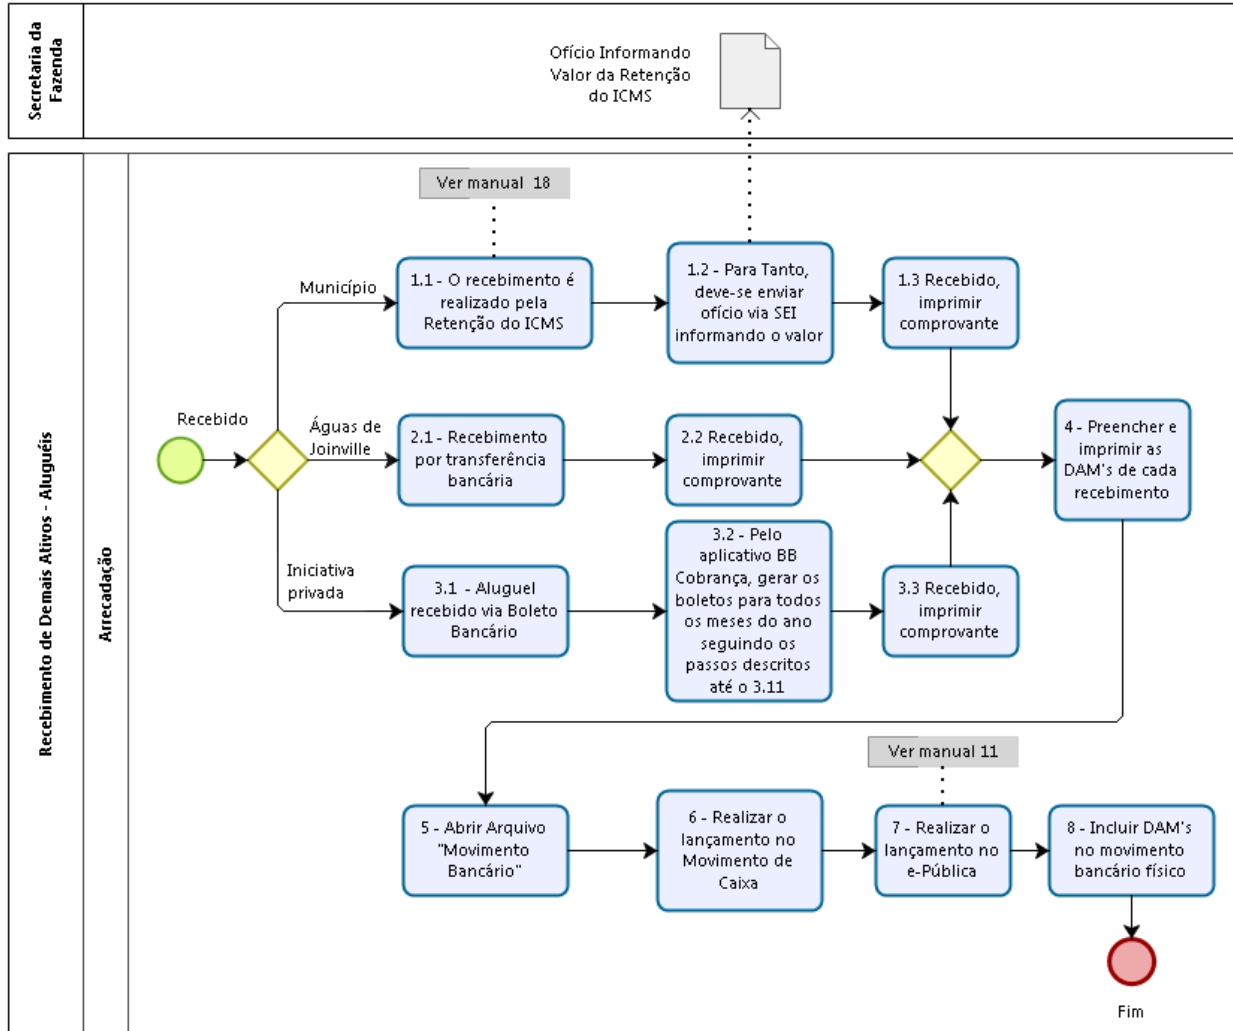 Secretaria da
Fazenda
Ofício Informando
Valor da Retenção
do ICMS
Recebimento de Demais Ativos - Aluguéis
Arrecadação
Ver manual 18
Município
1.1 - O recebimento é
realizado pela
Retenção do ICMS
1.2 - Para Tanto,
deve-se enviar
ofício via SEI
informando o valor
1.3 Recebido,
imprimir
comprovante
Recebido
Águas de
Joinville
2.1 - Recebimento
por transferência
bancária
2.2 Recebido,
imprimir
comprovante
4 - Preencher e
imprimir as
DAM's de cada
recebimento
Iniciativa
privada
3.1 - Aluguel
recebido via Boleto
Bancário
3.2 - Pelo
aplicativo BB
Cobrança, gerar os
boletos para todos
os meses do ano
seguindo os
passos descritos
até o 3.11
3.3 Recebido,
imprimir
comprovante
Ver manual 11
5 - Abrir Arquivo
"Movimento
Bancário"
6 - Realizar o
lançamento no
Movimento de
Caixa
7 - Realizar o
lançamento no
e-Pública
8 - Incluir DAM's
no movimento
bancário físico
Fim